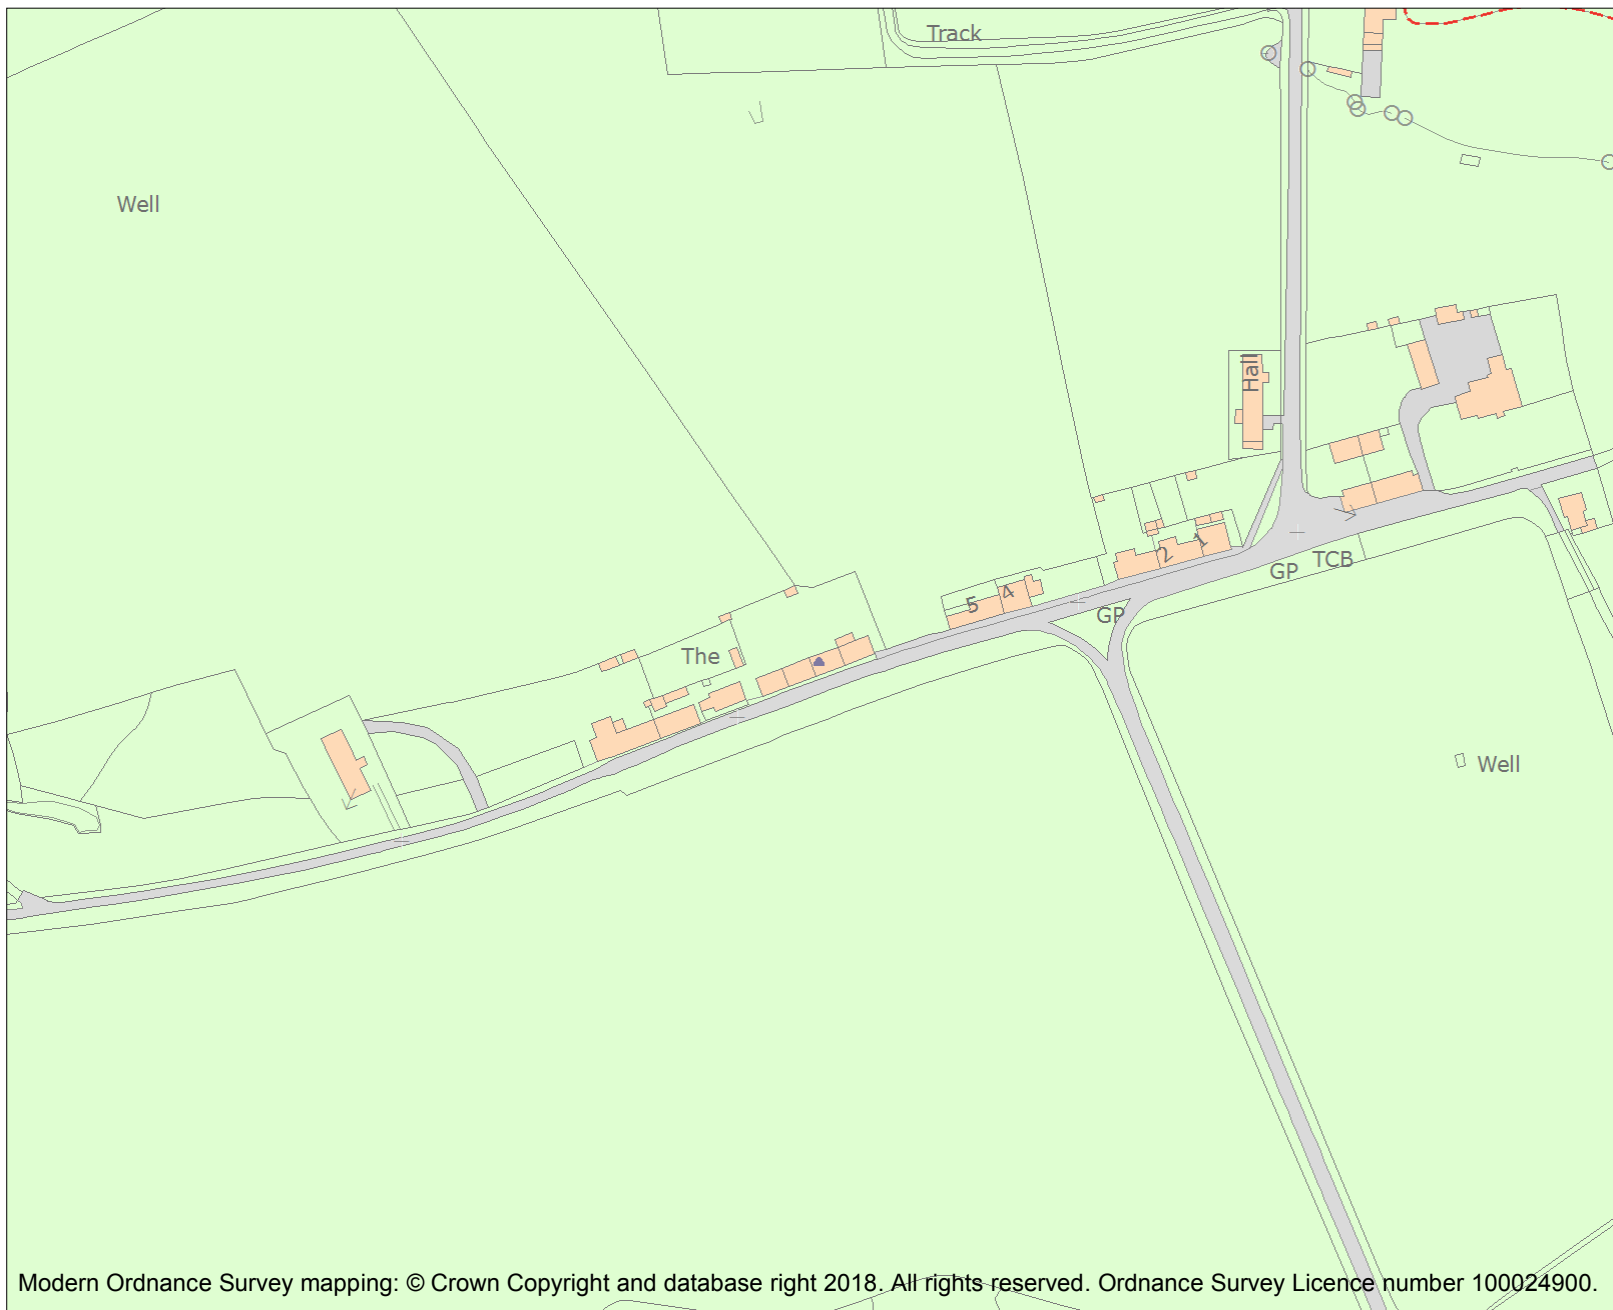 Track
Well
Hall
1
2
TCB
GP
4
5
GP
The
Well
Modern Ordnance Survey mapping: © Crown Copyright and database right 2018. All rights reserved. Ordnance Survey Licence number 100024900.